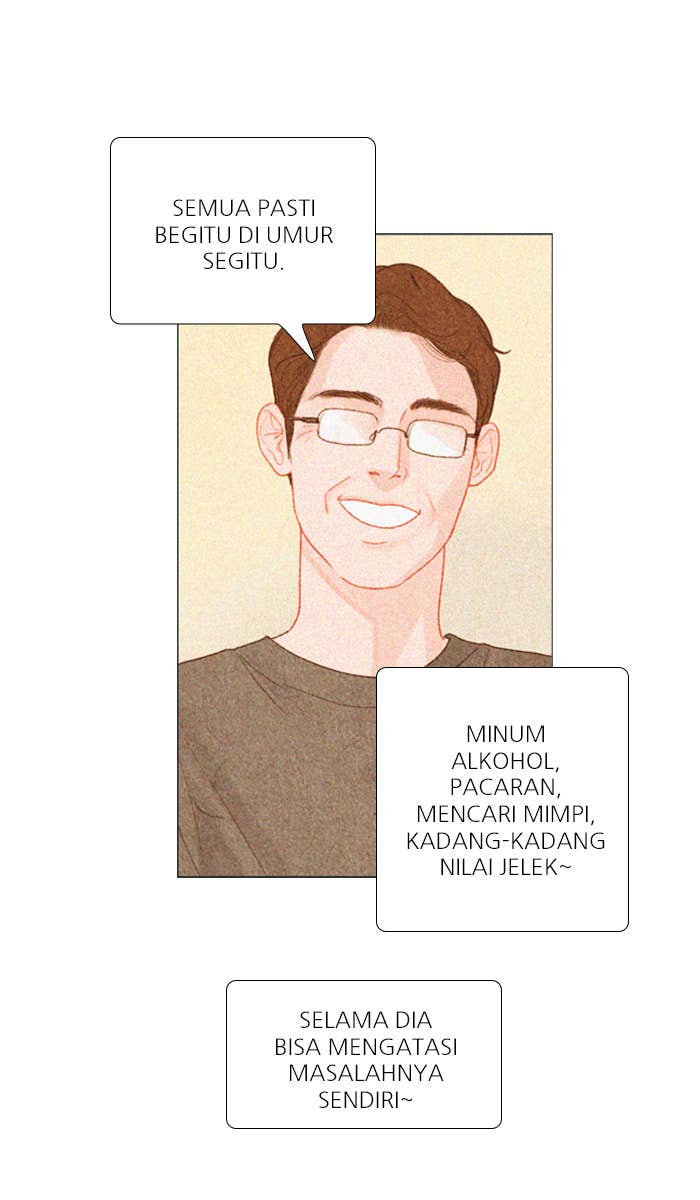 SEMUA PASTI
BEGITU DI UMUR
SEGITU.
MINUM
ALKOHOL,
PACARAN,
MENCARI MIMPI,
KADANG-KADANG
NILAI JELEK~
SELAMA DIA
BISA MENGATASI
MASALAHNYA
SENDIRI~